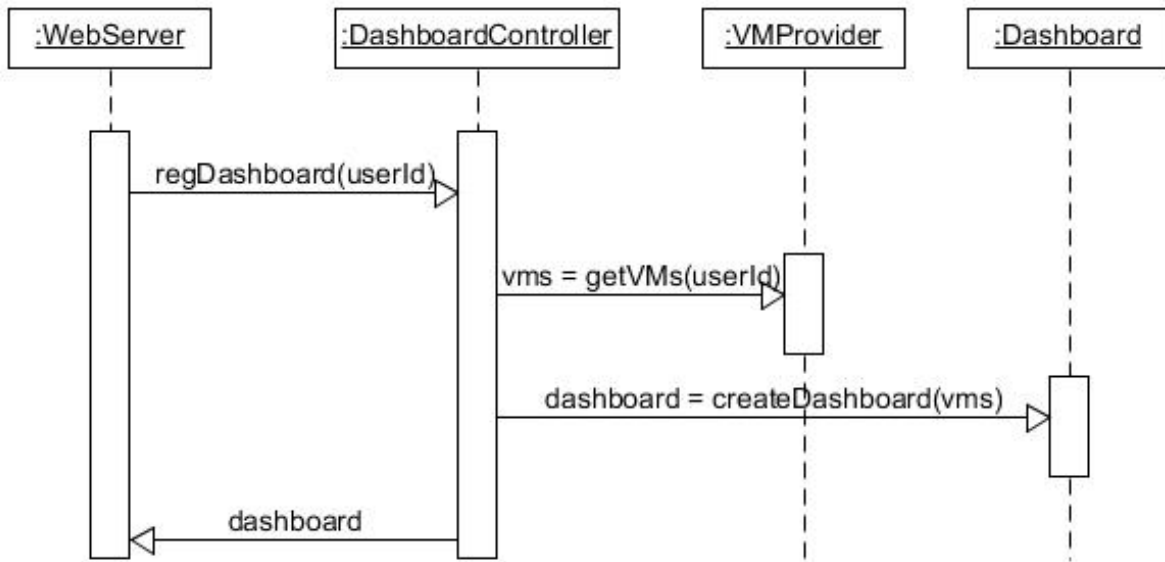 :WebServer
:DashboardController
:VMProvider
:Dashboard
regDashboard(userId)
vms = getVMs(userId)
dashboard = createDashboard(vms)
dashboard